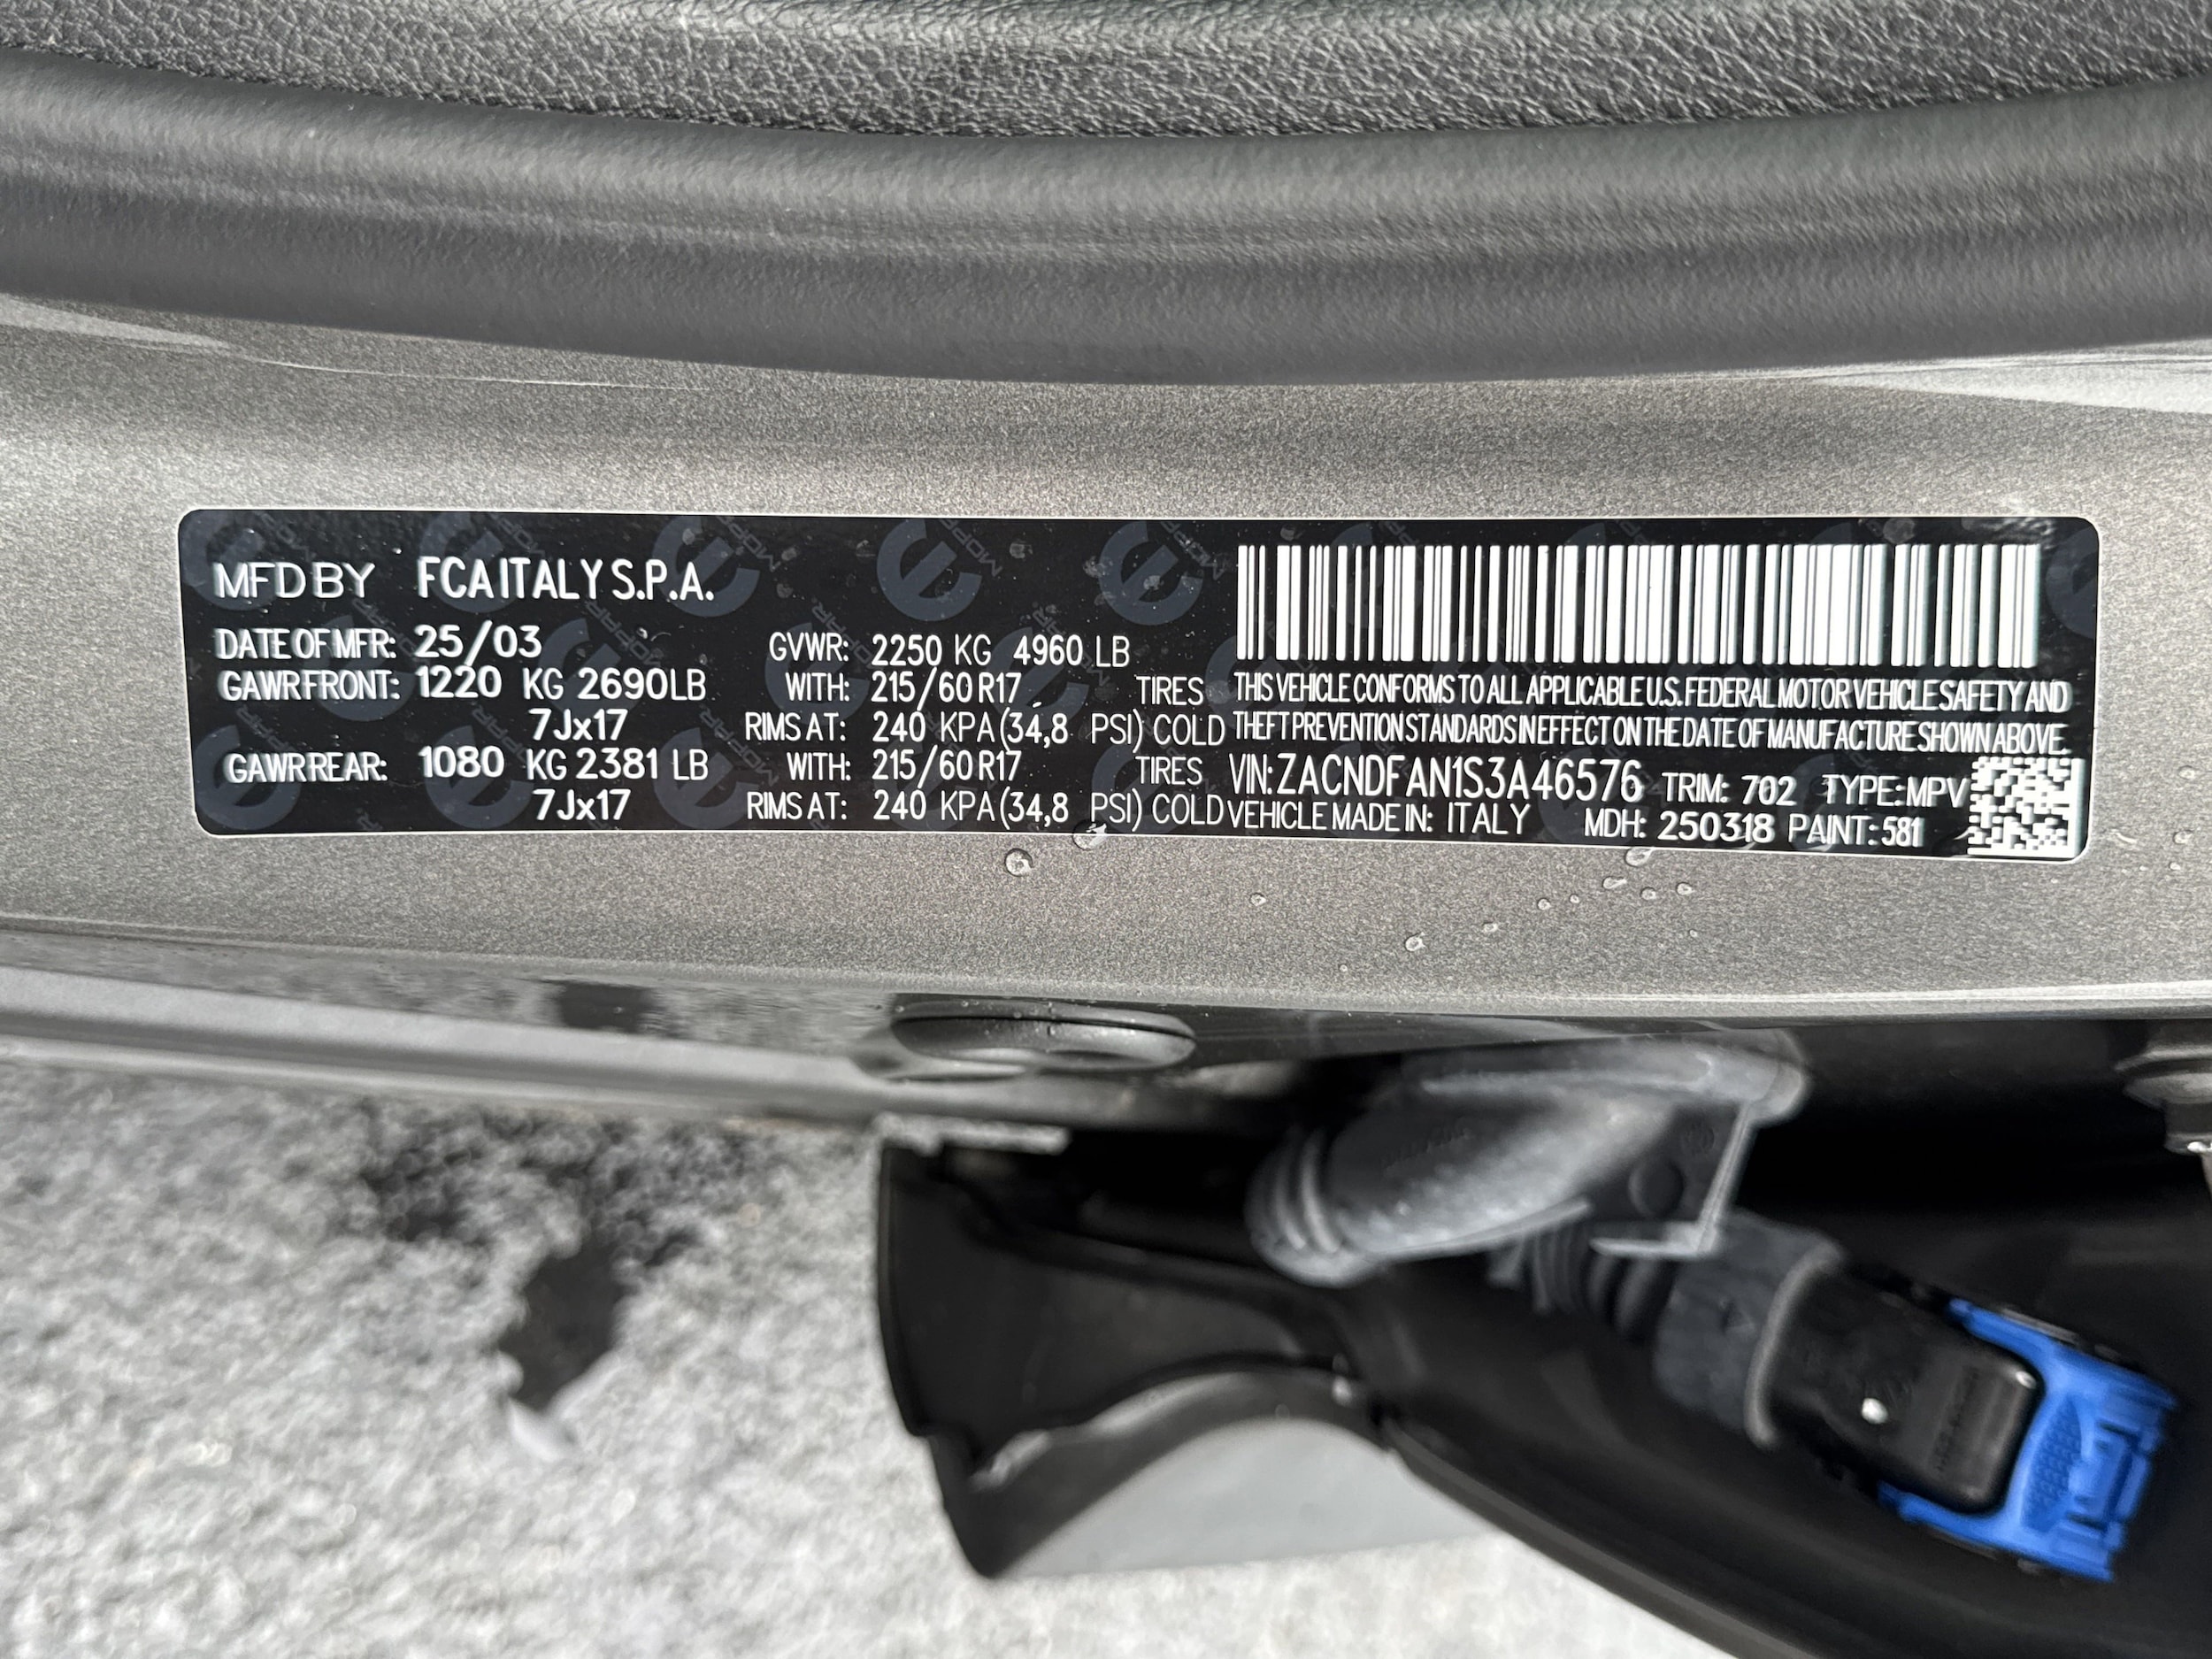 MFD BY FCA ITALY S.P.A.
DATE OF MFR: 25/03 GVWR: 2250 KG 4960 LB
GAWR FRONT: 1220 KG 2690 LB WITH: 215/60 R17 TIRES
7Jx17 RIMS AT: 240 KPA (34,8 PSI) COLD
GAWR REAR: 1080 KG 2381 LB WITH: 215/60 R17 TIRES
7Jx17 RIMS AT: 240 KPA (34,8 PSI) COLD
THIS VEHICLE CONFORMS TO ALL APPLICABLE U.S. FEDERAL MOTOR VEHICLE SAFETY AND
THEFT PREVENTION STANDARDS IN EFFECT ON THE DATE OF MANUFACTURE SHOWN ABOVE.
VIN: ZACNDFAN1S3A46576 TRIM: 702 TYPE: MPV
VEHICLE MADE IN: ITALY MDH: 250318 PAINT: 581
MOPAR